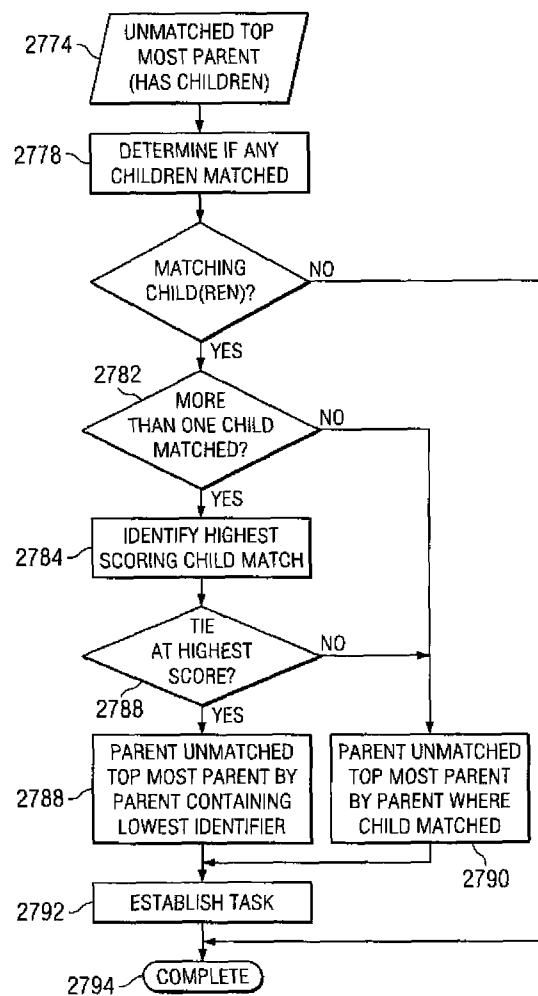 2774
UNMATCHED TOP
MOST PARENT
(HAS CHILDREN)
2778
DETERMINE IF ANY
CHILDREN MATCHED
MATCHING
CHILD(REN)?
NO
YES
2782
MORE
THAN ONE CHILD
MATCHED?
NO
YES
2784
IDENTIFY HIGHEST
SCORING CHILD MATCH
TIE
AT HIGHEST
SCORE?
NO
2788
YES
2788
PARENT UNMATCHED
TOP MOST PARENT BY
PARENT CONTAINING
LOWEST IDENTIFIER
PARENT UNMATCHED
TOP MOST PARENT
BY PARENT WHERE
CHILD MATCHED
2790
2792
ESTABLISH TASK
2794
COMPLETE